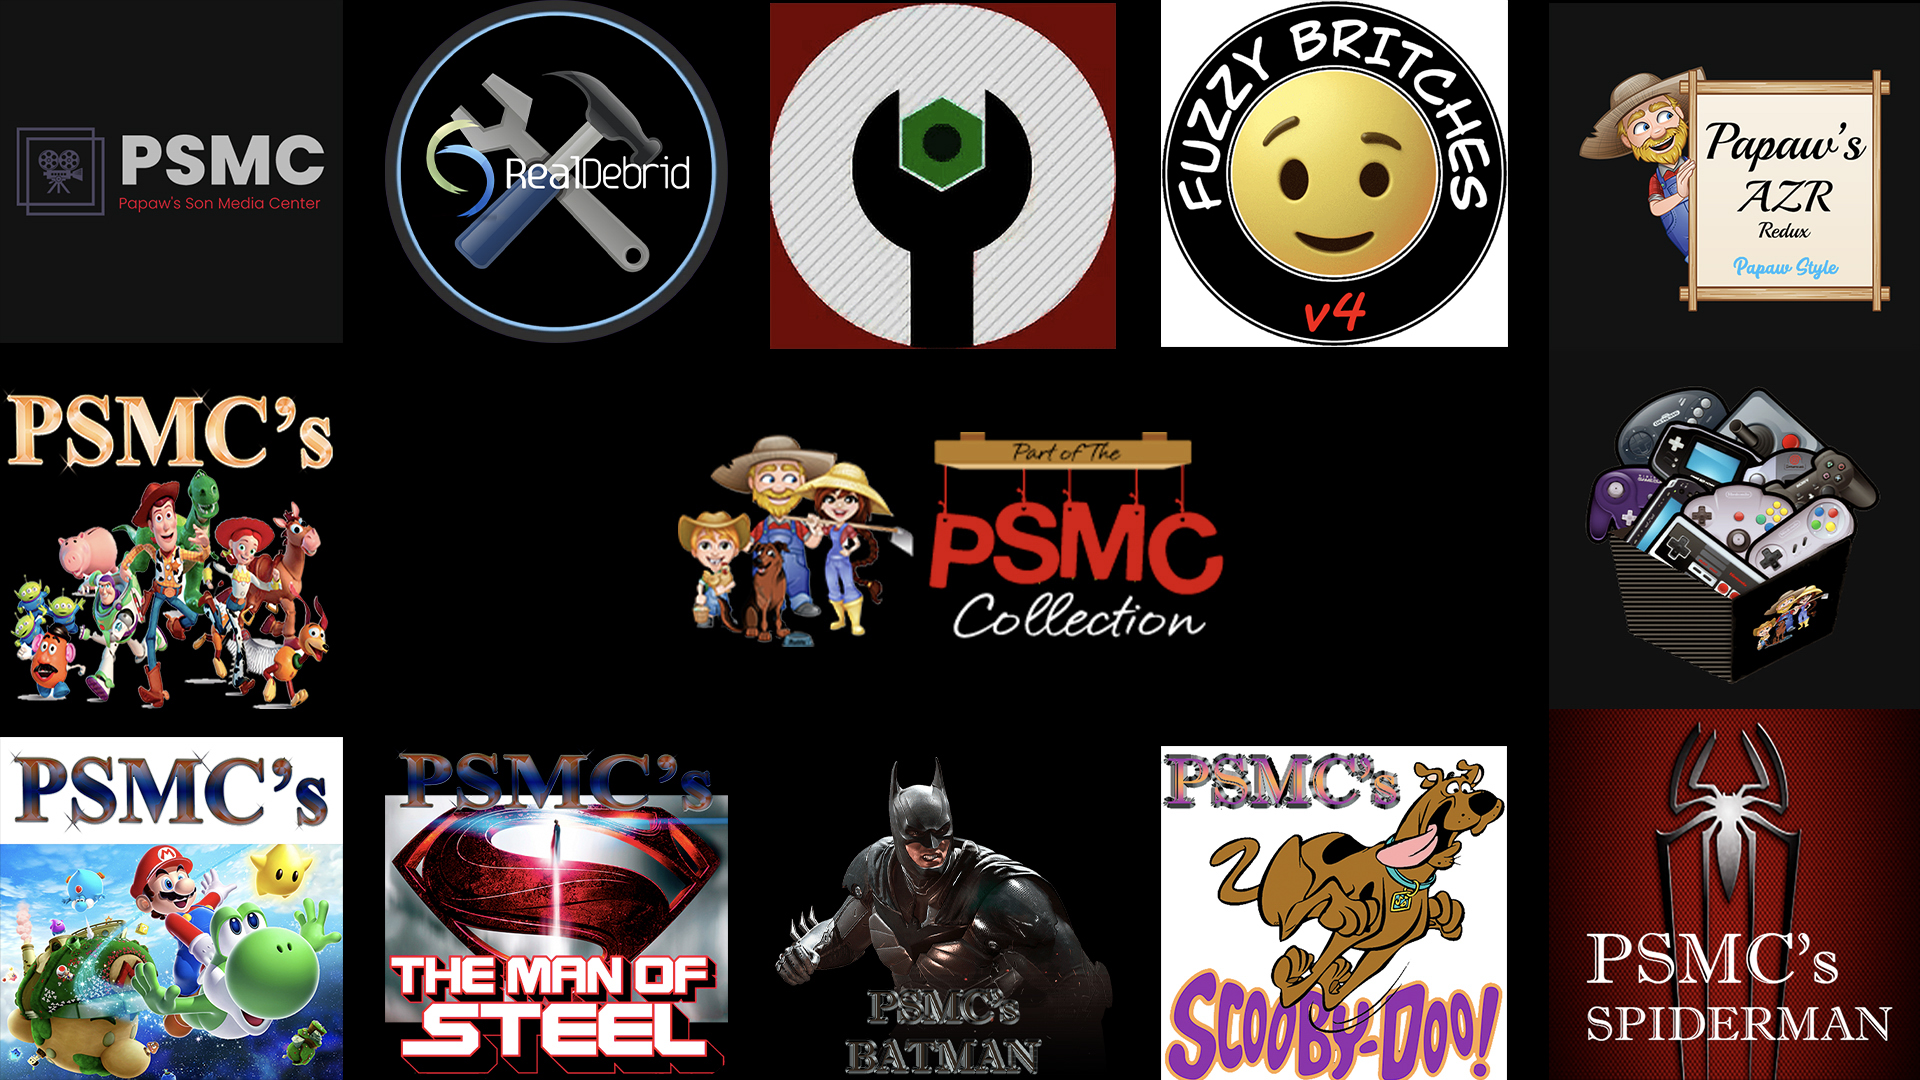 PSMC
Papaw's Son Media Center
RealDebrid
FUZZY BRITCHES
v4
Papaw's
AZR
Redux
Papaw Style
PSMC's
Part of The
PSMC
Collection
PSMC's
PSMC's
THE MAN OF
STEEL
PSMC's
BATMAN
PSMC's
SCOOBY-DOO!
PSMC's
SPIDERMAN